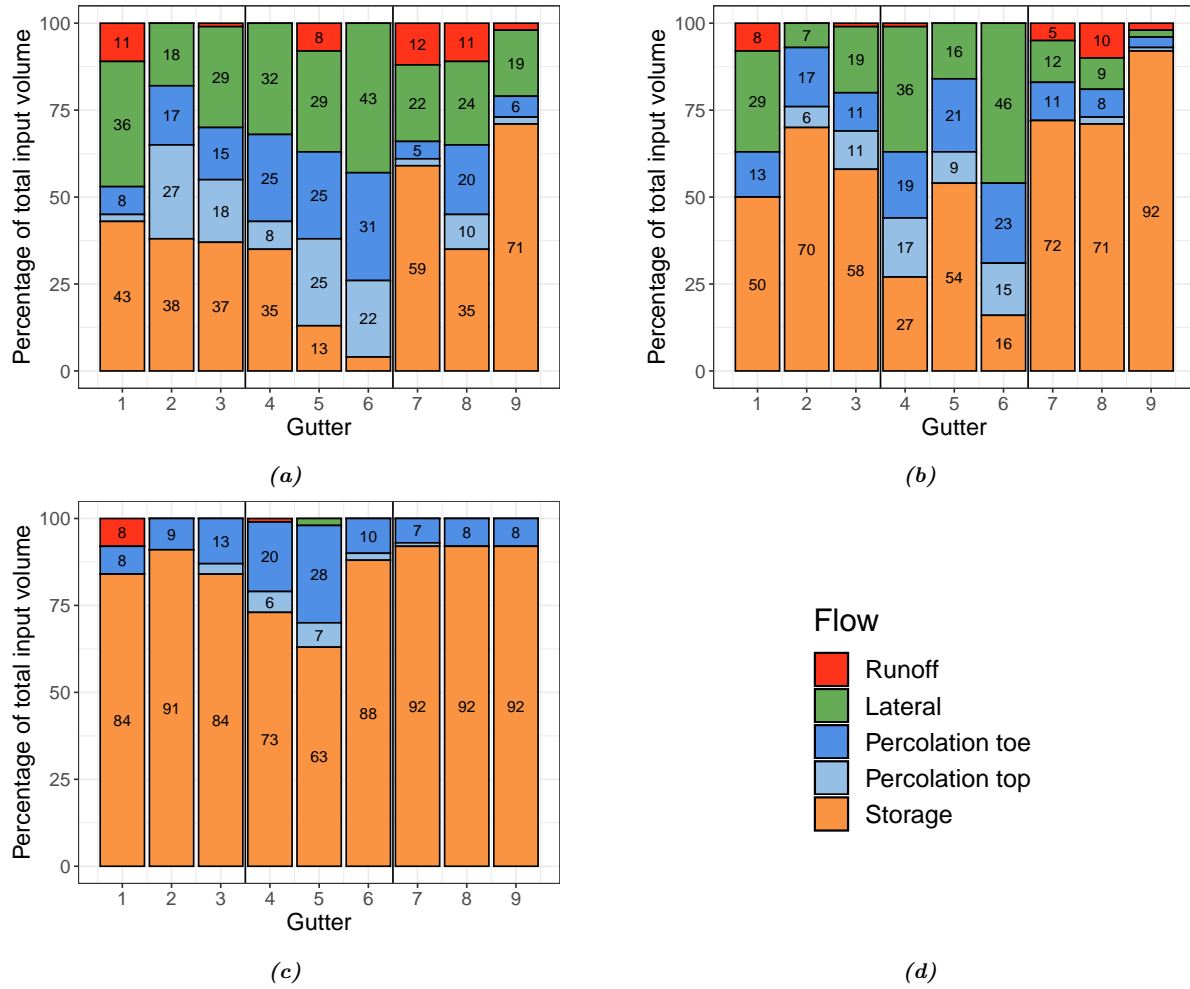 100
75
50
25
0
Percentage of total input volume
11 18 29 32 8 43 12 11 19
36 17 15 25 29 31 22 24 6
8 27 18 8 25 22 5 20 71
43 38 37 35 25 59 10
13 35
1 2 3 4 5 6 7 8 9
Gutter
(a)
100
75
50
25
0
Percentage of total input volume
8 7 19 36 16 46 5 10 92
29 17 11 19 21 23 12 9
13 6 11 17 9 15 11 8
50 70 58 27 54 16 72 71
1 2 3 4 5 6 7 8 9
Gutter
(b)
100
75
50
25
0
Percentage of total input volume
8 9 13 20 28 10 7 8 8
8 91 84 6 7 88 92 92 92
84 73 63
1 2 3 4 5 6 7 8 9
Gutter
(c)
Flow
Runoff
Lateral
Percolation toe
Percolation top
Storage
(d)